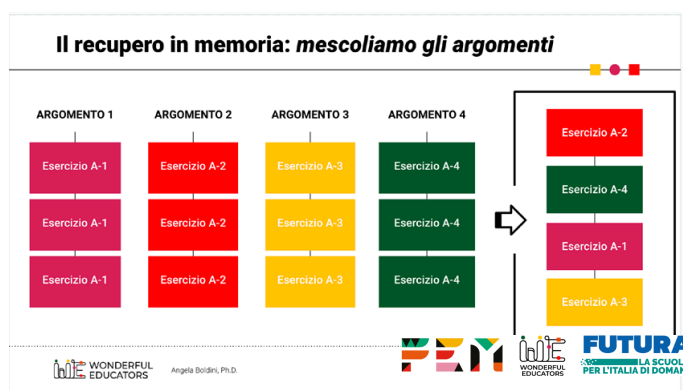 Il recupero in memoria: mescoliamo gli argomenti
ARGOMENTO 1
ARGOMENTO 2
ARGOMENTO 3
ARGOMENTO 4
Esercizio A-1
Esercizio A-2
Esercizio A-3
Esercizio A-4
Esercizio A-1
Esercizio A-2
Esercizio A-3
Esercizio A-4
Esercizio A-1
Esercizio A-2
Esercizio A-3
Esercizio A-4
Esercizio A-2
Esercizio A-4
Esercizio A-1
Esercizio A-3
WE
WONDERFUL
EDUCATORS
Angela Boldini, Ph.D.
FEM
WE
WONDERFUL
EDUCATORS
FUTURA
LA SCUOL
PER L'ITALIA DI DOMAN